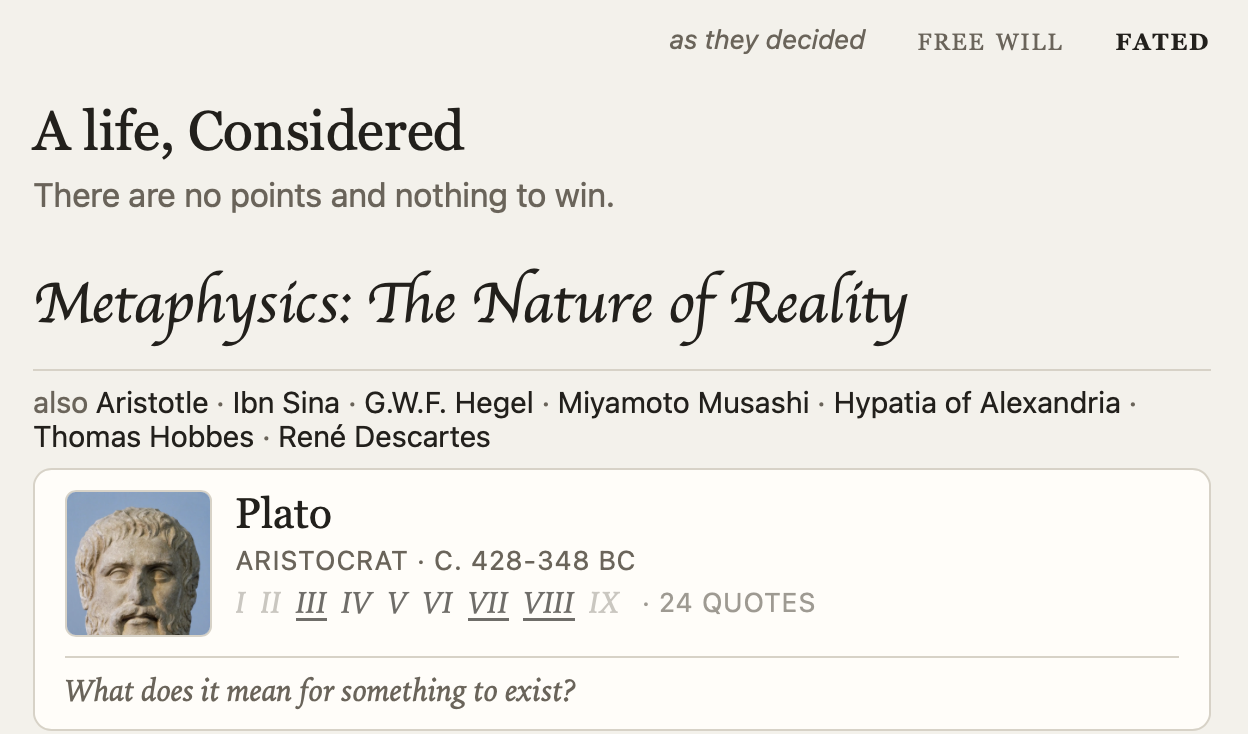 as they decided FREE WILL FATED
A life, Considered
There are no points and nothing to win.
Metaphysics: The Nature of Reality
also Aristotle · Ibn Sina · G.W.F. Hegel · Miyamoto Musashi · Hypatia of Alexandria ·
Thomas Hobbes · René Descartes
Plato
ARISTOCRAT · C. 428-348 BC
I II III IV V VI VII VIII IX · 24 QUOTES
What does it mean for something to exist?